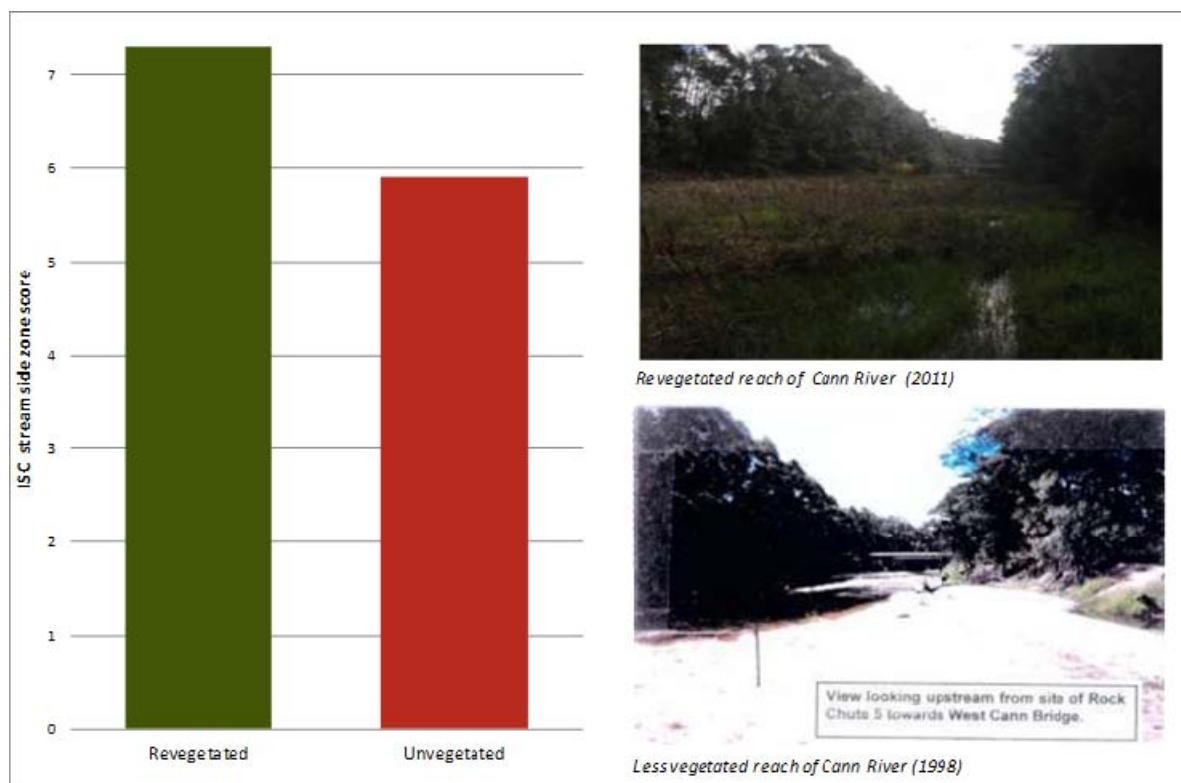 ISC stream side zone score
7
6
5
4
3
2
1
0
Revegetated
Unvegetated
Revegetated reach of Cann River (2011)
View looking upstream from site of Rock
Chute 5 towards West Cann Bridge.
Less vegetated reach of Cann River (1998)